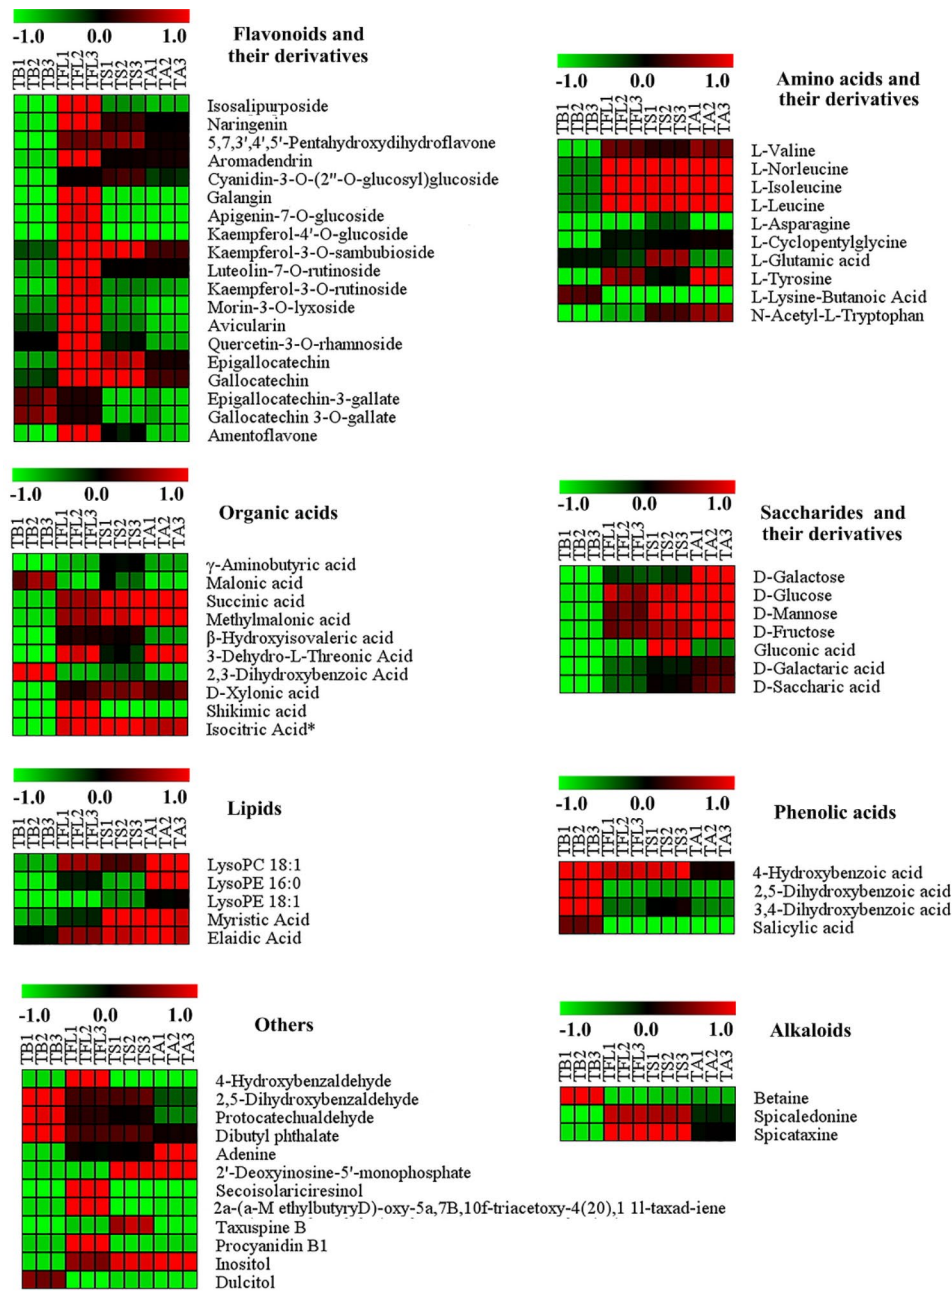 -1.0 0.0 1.0
Flavonoids and
their derivatives
TB1 TB2 TB3 TFL1 TFL2 TFL3 TS1 TS2 TS3 TA1 TA2 TA3
Isosalipurposide
Naringenin
5,7,3',4',5'-Pentahydroxydihydroflavone
Aromadendrin
Cyanidin-3-O-(2"-O-glucosyl)glucoside
Galangin
Apigenin-7-O-glucoside
Kaempferol-4'-O-glucoside
Kaempferol-3-O-sambubioside
Luteolin-7-O-rutinoside
Kaempferol-3-O-rutinoside
Morin-3-O-lyxoside
Avicularin
Quercetin-3-O-rhamnoside
Epigallocatechin
Gallocatechin
Epigallocatechin-3-gallate
Gallocatechin 3-O-gallate
Amentoflavone
-1.0 0.0 1.0
Amino acids and
their derivatives
TB1 TB2 TB3 TFL1 TFL2 TFL3 TS1 TS2 TS3 TA1 TA2 TA3
L-Valine
L-Norleucine
L-Isoleucine
L-Leucine
L-Asparagine
L-Cyclopentylglycine
L-Glutamic acid
L-Tyrosine
L-Lysine-Butanoic Acid
N-Acetyl-L-Tryptophan
-1.0 0.0 1.0
Organic acids
TB1 TB2 TB3 TFL1 TFL2 TFL3 TS1 TS2 TS3 TA1 TA2 TA3
γ-Aminobutyric acid
Malonic acid
Succinic acid
Methylmalonic acid
β-Hydroxyisovaleric acid
3-Dehydro-L-Threonic Acid
2,3-Dihydroxybenzoic Acid
D-Xylonic acid
Shikimic acid
Isocitric Acid*
-1.0 0.0 1.0
Saccharides and
their derivatives
TB1 TB2 TB3 TFL1 TFL2 TFL3 TS1 TS2 TS3 TA1 TA2 TA3
D-Galactose
D-Glucose
D-Mannose
D-Fructose
Gluconic acid
D-Galactaric acid
D-Saccharic acid
-1.0 0.0 1.0
Lipids
TB1 TB2 TB3 TFL1 TFL2 TFL3 TS1 TS2 TS3 TA1 TA2 TA3
LysoPC 18:1
LysoPE 16:0
LysoPE 18:1
Myristic Acid
Elaidic Acid
-1.0 0.0 1.0
Phenolic acids
TB1 TB2 TB3 TFL1 TFL2 TFL3 TS1 TS2 TS3 TA1 TA2 TA3
4-Hydroxybenzoic acid
2,5-Dihydroxybenzoic acid
3,4-Dihydroxybenzoic acid
Salicylic acid
-1.0 0.0 1.0
Others
TB1 TB2 TB3 TFL1 TFL2 TFL3 TS1 TS2 TS3 TA1 TA2 TA3
4-Hydroxybenzaldehyde
2,5-Dihydroxybenzaldehyde
Protocatechualdehyde
Dibutyl phthalate
Adenine
2'-Deoxyinosine-5'-monophosphate
Secoisolariciresinol
2a-(a-M ethylbutyryD)-oxy-5a,7B,10f-triacetoxy-4(20),1 1l-taxad-iene
Taxuspine B
Procyanidin B1
Inositol
Dulcitol
-1.0 0.0 1.0
Alkaloids
TB1 TB2 TB3 TFL1 TFL2 TFL3 TS1 TS2 TS3 TA1 TA2 TA3
Betaine
Spicaledonine
Spicataxine